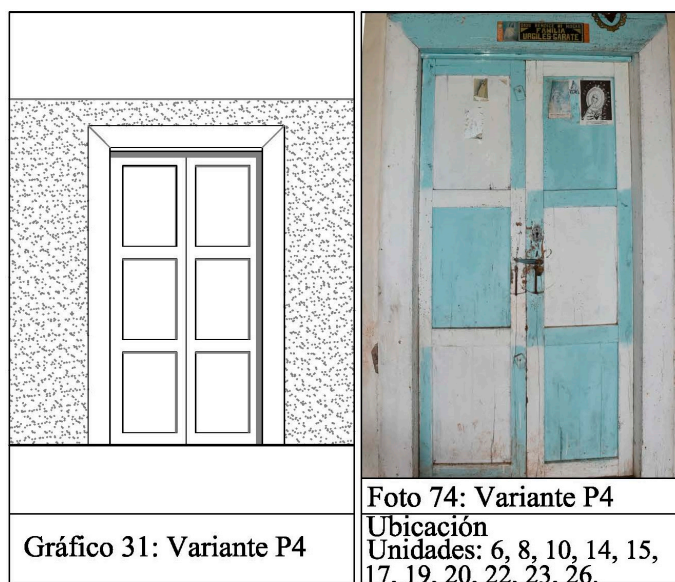 FAMILIA
URGILES GARATE
Gráfico 31: Variante P4
Foto 74: Variante P4
Ubicación
Unidades: 6, 8, 10, 14, 15,
17, 19, 20, 22, 23, 26.